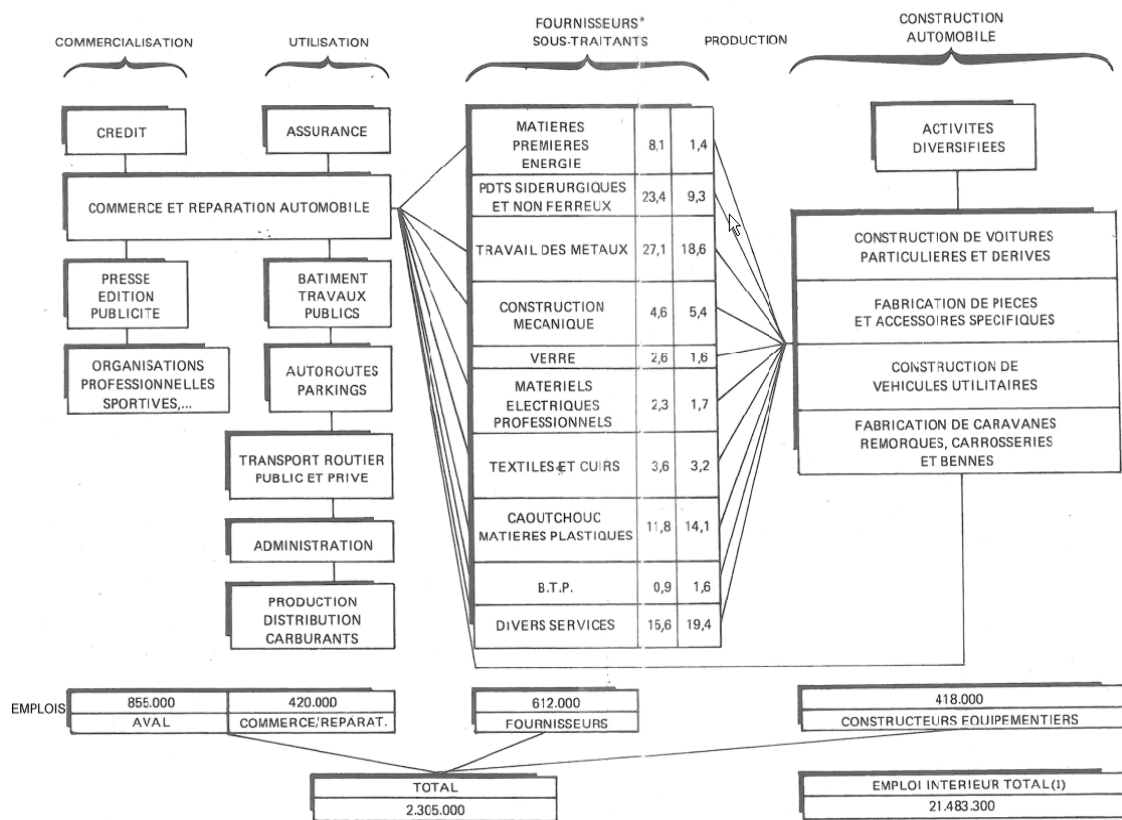 COMMERCIALISATION
UTILISATION
FOURNISSEURS*
SOUS-TRAITANTS
PRODUCTION
CONSTRUCTION
AUTOMOBILE
CREDIT
ASSURANCE
COMMERCE ET REPARATION AUTOMOBILE
PRESSE
EDITION
PUBLICITE
ORGANISATIONS
PROFESSIONNELLES
SPORTIVES,...
BATIMENT
TRAVAUX
PUBLICS
AUTOROUTES
PARKINGS
TRANSPORT ROUTIER
PUBLIC ET PRIVE
ADMINISTRATION
PRODUCTION
DISTRIBUTION
CARBURANTS
MATIERES
PREMIERES 8,1 1,4
ENERGIE
PDTS SIDERURGIQUES
ET NON FERREUX 23,4 9,3
TRAVAIL DES METAUX 27,1 18,6
CONSTRUCTION
MECANIQUE 4,6 5,4
VERRE 2,6 1,6
MATERIELS
ELECTRIQUES 2,3 1,7
PROFESSIONNELS
TEXTILES ET CUIRS 3,6 3,2
CAOUTCHOUC
MATIERES PLASTIQUES 11,8 14,1
B.T.P. 0,9 1,6
DIVERS SERVICES 15,6 19,4
ACTIVITES
DIVERSIFIEES
CONSTRUCTION DE VOITURES
PARTICULIERES ET DERIVES
FABRICATION DE PIECES
ET ACCESSOIRES SPECIFIQUES
CONSTRUCTION DE
VEHICULES UTILITAIRES
FABRICATION DE CARAVANES
REMORQUES, CARROSSERIES
ET BENNES
EMPLOIS
855.000
AVAL
420.000
COMMERCE/REPARAT.
612.000
FOURNISSEURS
418.000
CONSTRUCTEURS EQUIPEMENTIERS
TOTAL
2.305.000
EMPLOI INTERIEUR TOTAL(1)
21.483.300